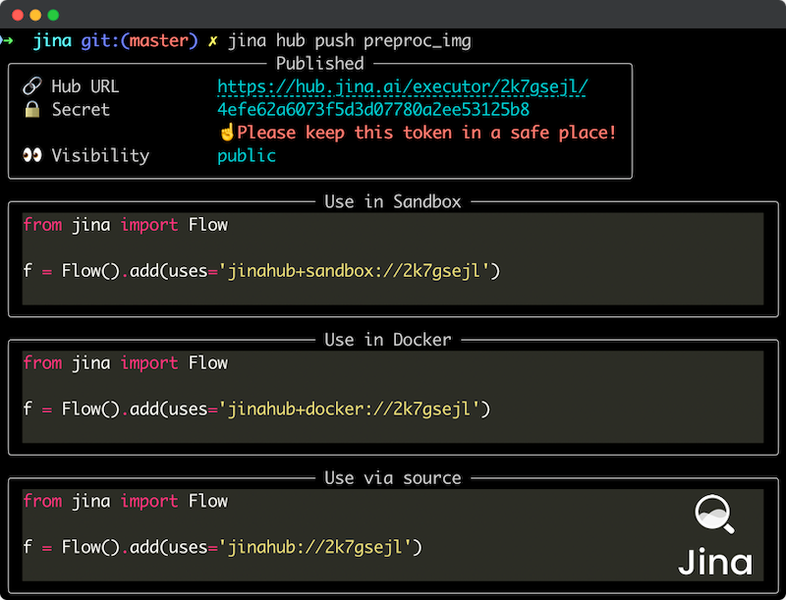 → jina git:(master) ✗ jina hub push preproc_img
Published
🔗 Hub URL https://hub.jina.ai/executor/2k7gsejl/
🔒 Secret 4efe62a6073f5d3d07780a2ee53125b8
☝️Please keep this token in a safe place!
👀 Visibility public
Use in Sandbox
from jina import Flow
f = Flow().add(uses='jinahub+sandbox://2k7gsejl')
Use in Docker
from jina import Flow
f = Flow().add(uses='jinahub+docker://2k7gsejl')
Use via source
from jina import Flow
f = Flow().add(uses='jinahub://2k7gsejl')
Jina